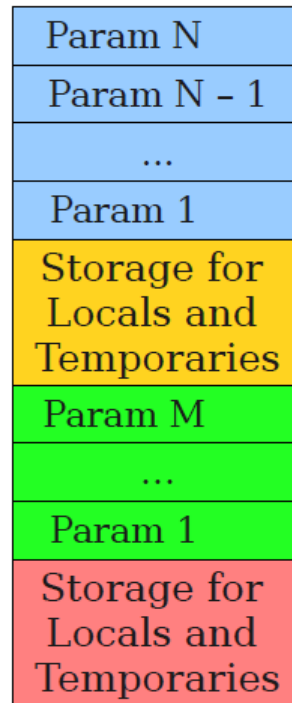 Param N
Param N – 1
...
Param 1
Storage for
Locals and
Temporaries
Param M
...
Param 1
Storage for
Locals and
Temporaries